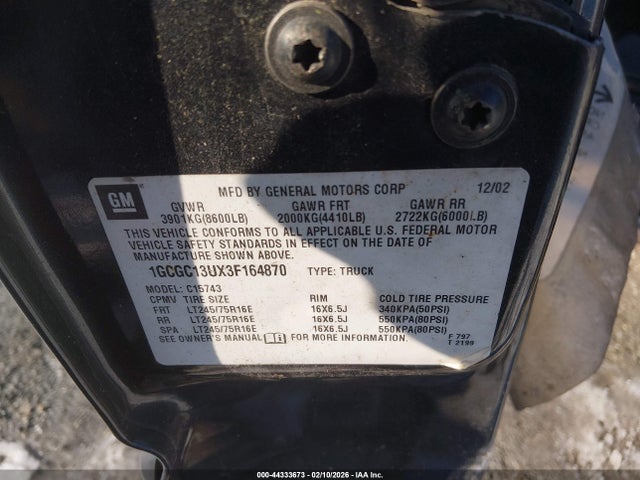 GM
MFD BY GENERAL MOTORS CORP 12/02
GVWR GAWR FRT GAWR RR
3901KG(8600LB) 2000KG(4410LB) 2722KG(6000LB)
THIS VEHICLE CONFORMS TO ALL APPLICABLE U.S. FEDERAL MOTOR
VEHICLE SAFETY STANDARDS IN EFFECT ON THE DATE OF
MANUFACTURE SHOWN ABOVE.
1GCGC13UX3F164870 TYPE: TRUCK
MODEL: C15743
CPMV TIRE SIZE RIM COLD TIRE PRESSURE
FRT LT245/75R16E 16X6.5J 340KPA(50PSI)
RR LT245/75R16E 16X6.5J 550KPA(80PSI)
SPA LT245/75R16E 16X6.5J 550KPA(80PSI)
SEE OWNER'S MANUAL FOR MORE INFORMATION.
F 797
T 2199
000-44333673 - 02/10/2026 - IAA Inc.